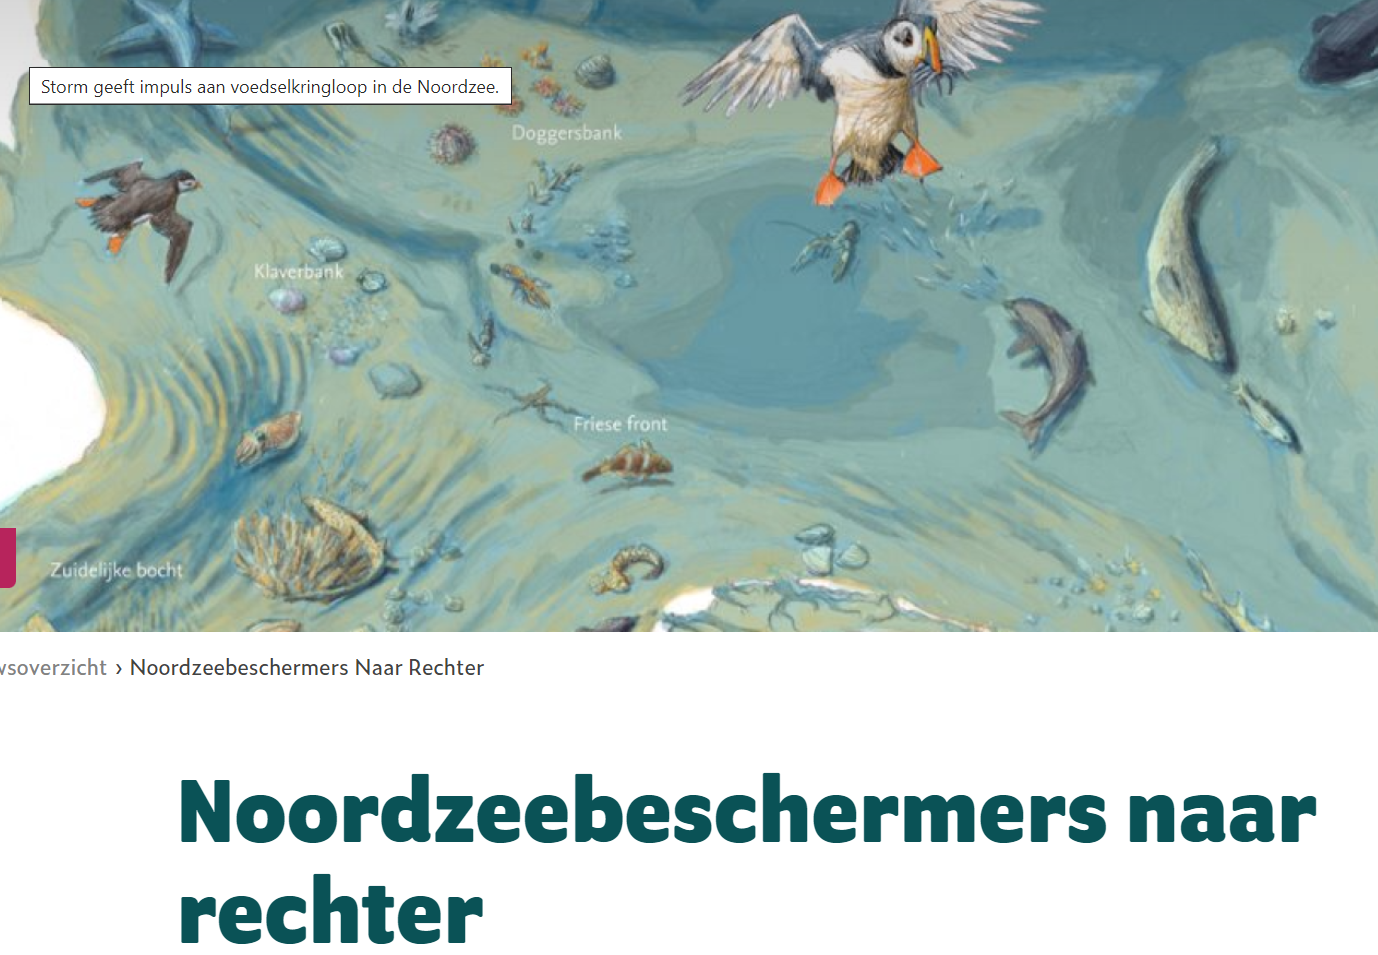 Storm geeft impuls aan voedselkringloop in de Noordzee.
Doggersbank
Klaverbank
Friese front
Zuidelijke bocht
wsoverzicht › Noordzeebeschermers Naar Rechter
Noordzeebeschermers naar
rechter